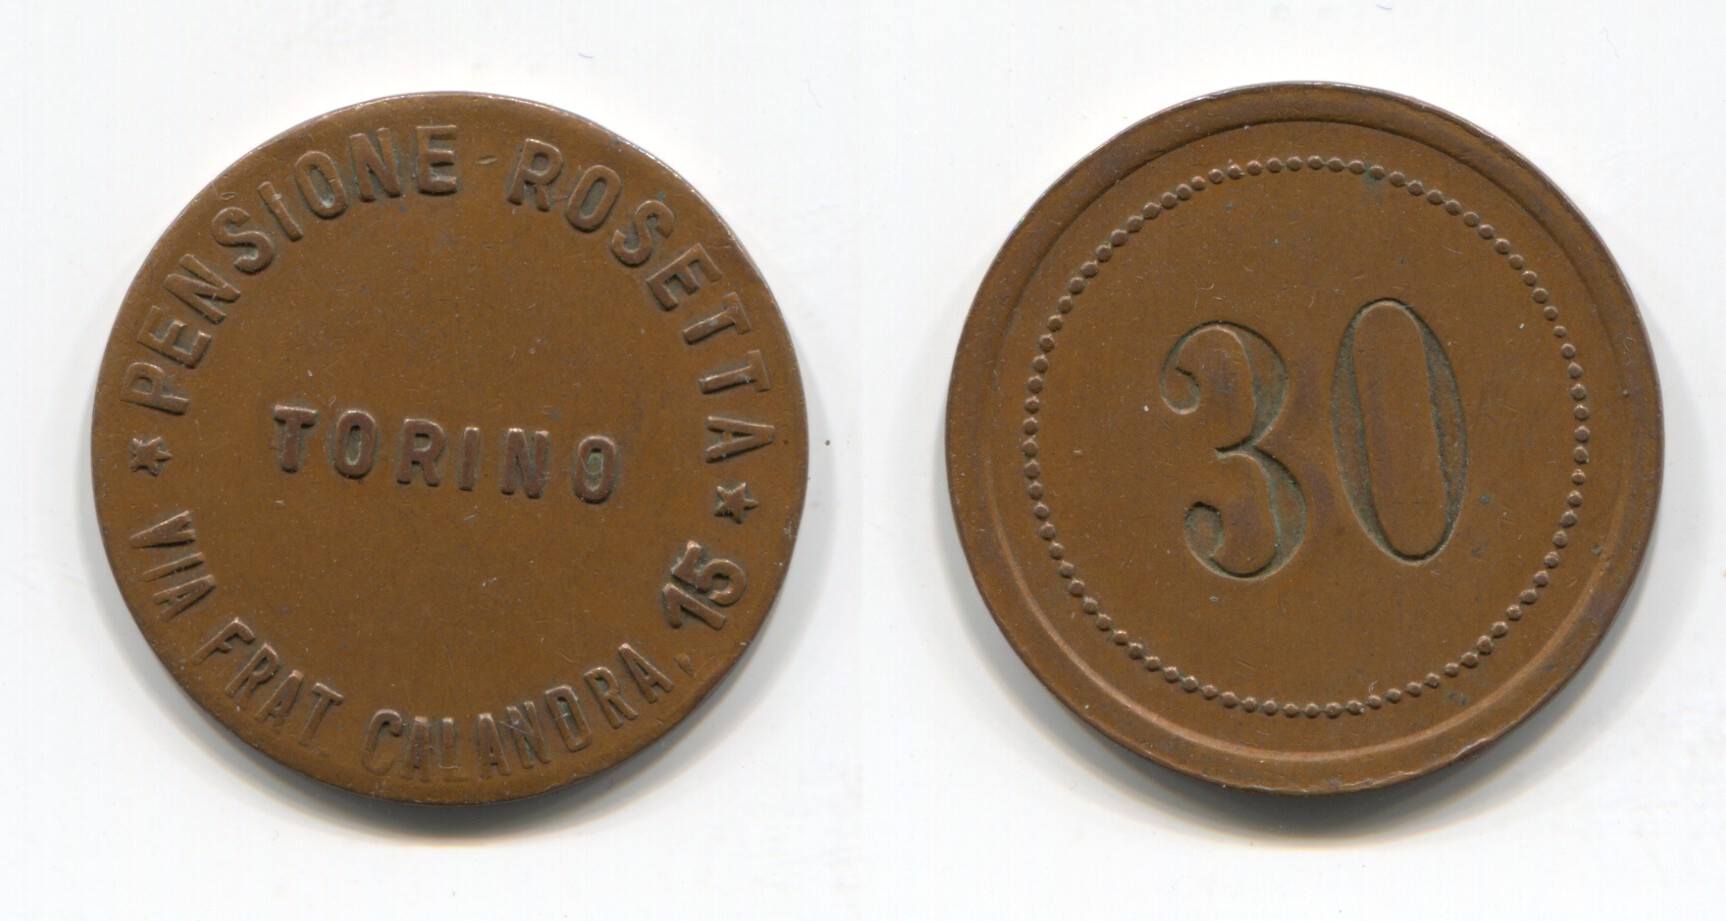 PENSIONE ROSETTA
TORINO
VIA FRAT. CALANDRA, 15
30